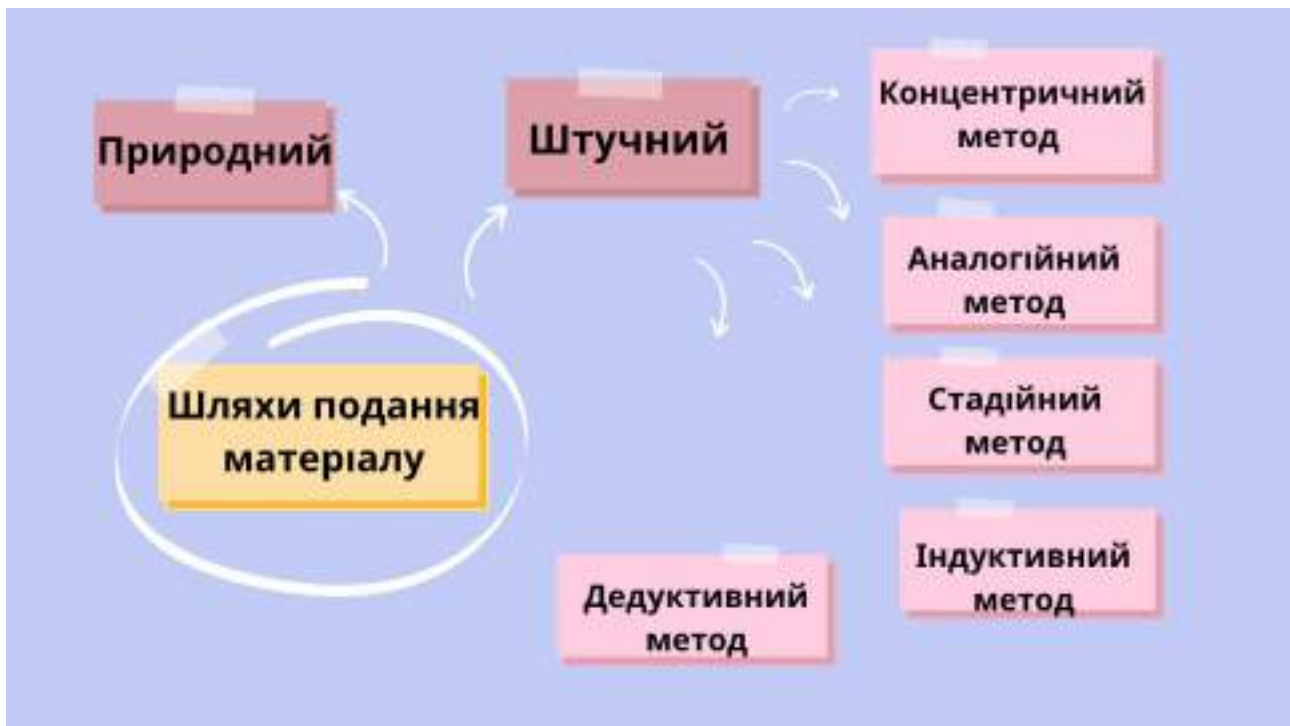 Природний
Штучний
Концентричний
метод
Аналогійний
метод
Шляхи подання
матеріалу
Стадійний
метод
Індуктивний
метод
Дедуктивний
метод